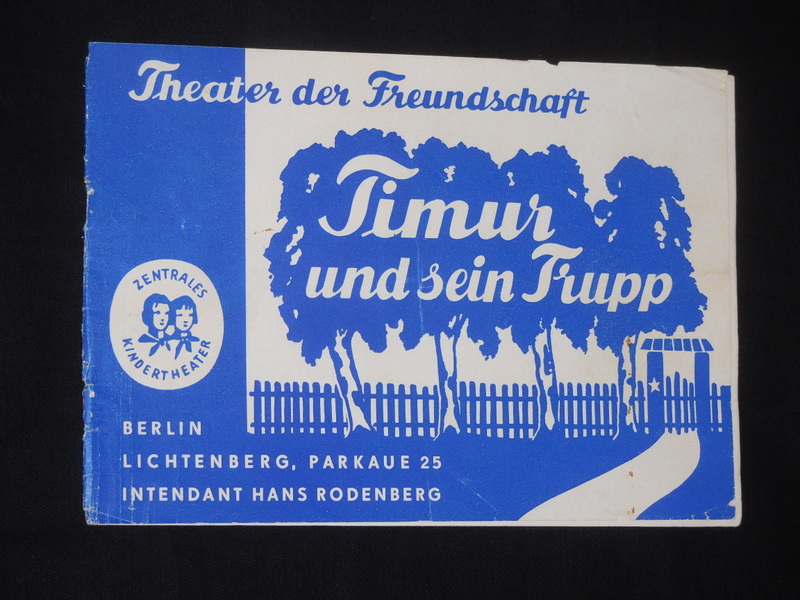 Theater der Freundschaft
Timur
und sein Trupp
ZENTRALES
KINDERTHEATER
BERLIN
LICHTENBERG, PARKAUE 25
INTENDANT HANS RODENBERG